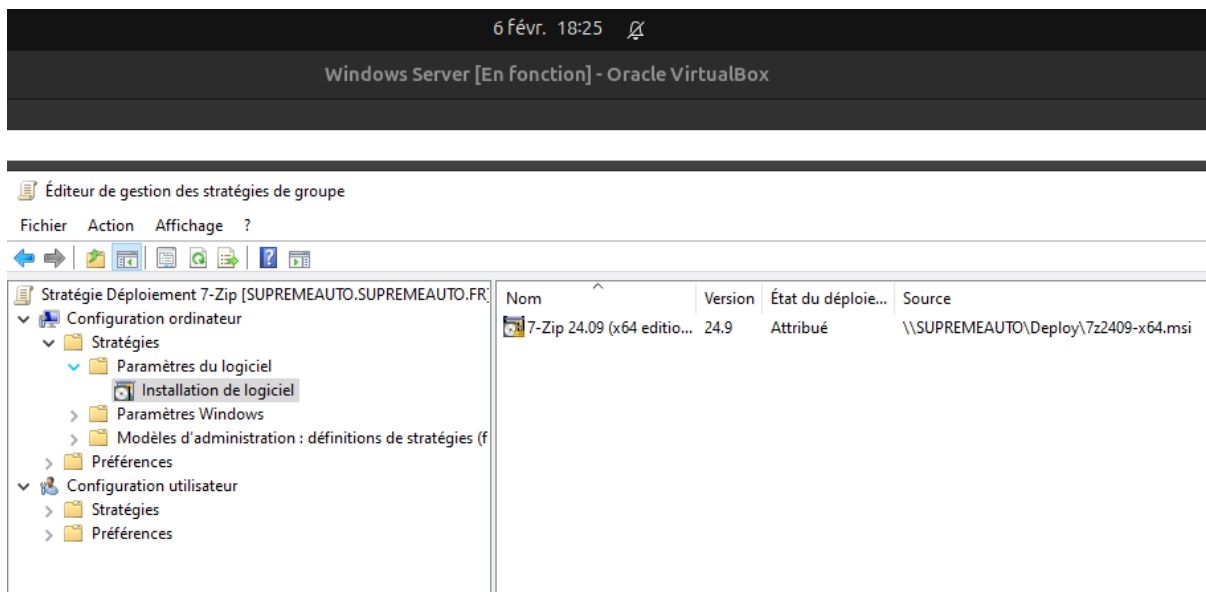 6 févr. 18:25
Windows Server [En fonction] - Oracle VirtualBox
Éditeur de gestion des stratégies de groupe
Fichier Action Affichage ?
Stratégie Déploiement 7-Zip [SUPREMEAUTO.SUPREMEAUTO.FR]
Configuration ordinateur
Stratégies
Paramètres du logiciel
Installation de logiciel
Paramètres Windows
Modèles d'administration : définitions de stratégies (f
Préférences
Configuration utilisateur
Stratégies
Préférences
Nom Version État du déploie... Source
7-Zip 24.09 (x64 editio... 24.9 Attribué \\SUPREMEAUTO\Deploy\7z2409-x64.msi